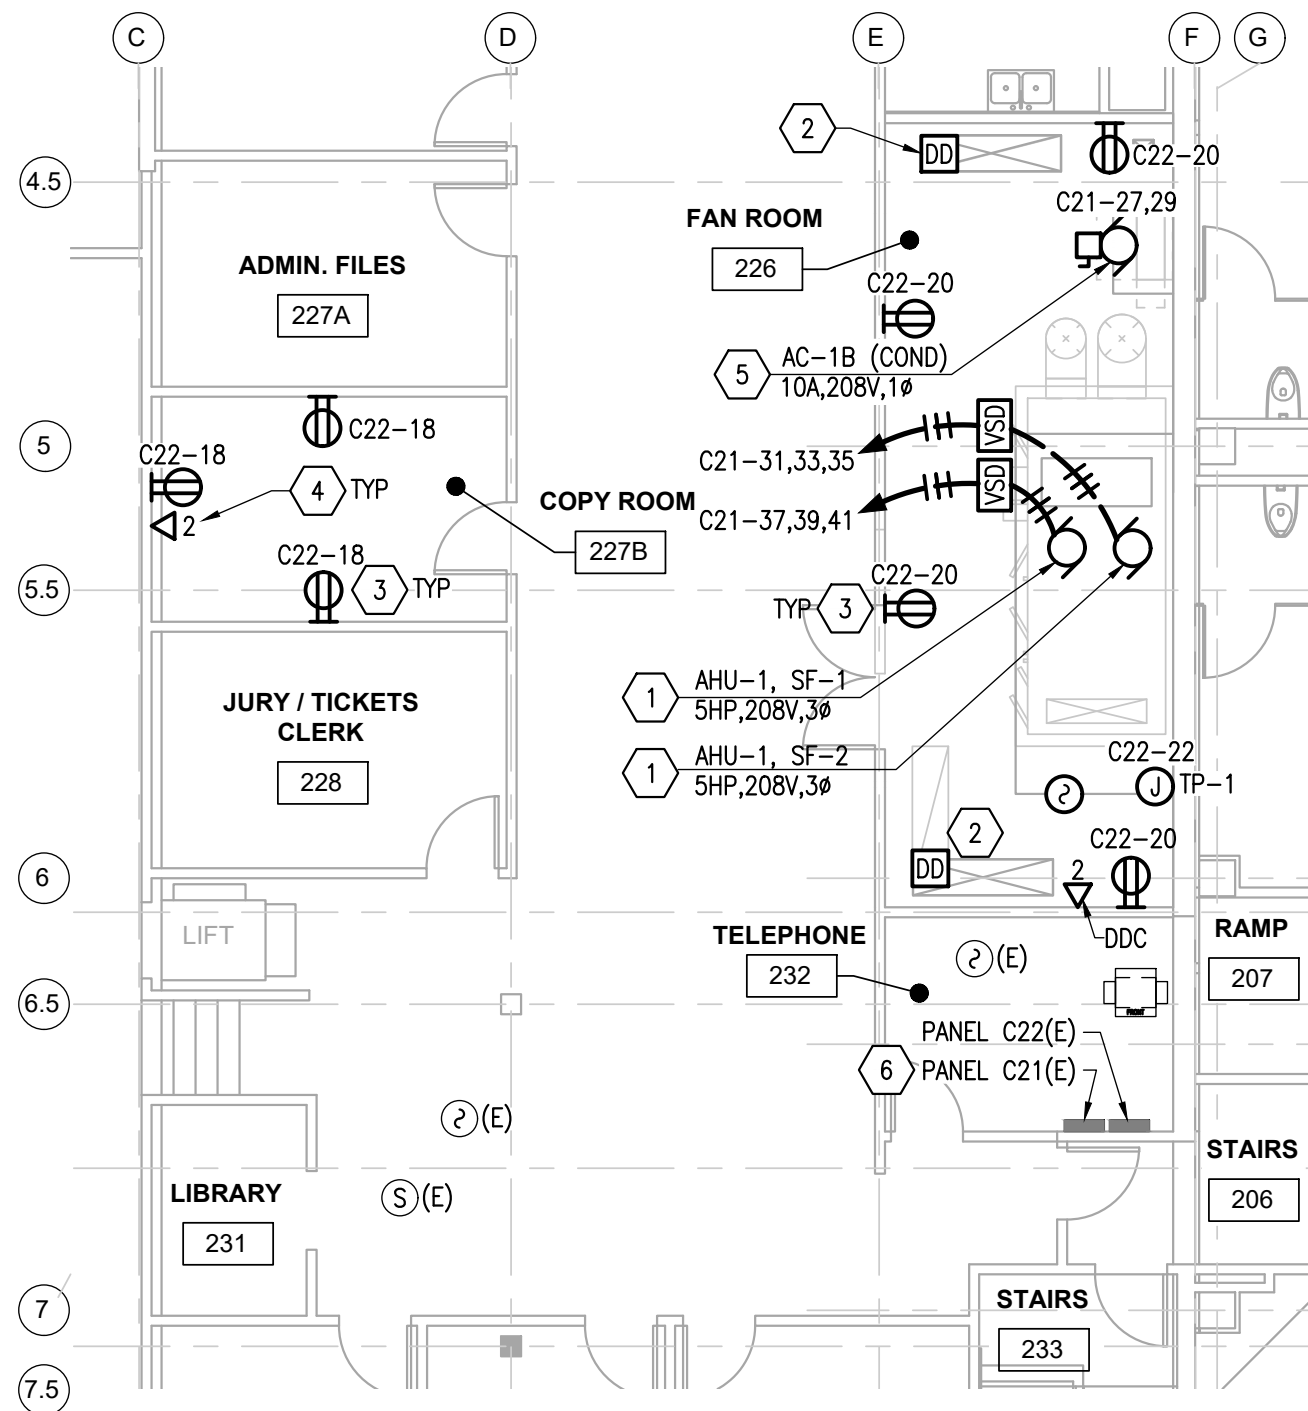 C
D
E
F
G
4.5
5
5.5
6
6.5
7
7.5
2
DD
C22-20
C21-27,29
FAN ROOM
226
C22-20
ADMIN. FILES
227A
5
AC-1B (COND)
10A,208V,1ø
C22-18
C22-18
4
TYP
2
COPY ROOM
227B
C22-18
3
TYP
VSD
C21-31,33,35
VSD
C21-37,39,41
C22-20
TYP
3
1
AHU-1, SF-1
5HP,208V,3ø
1
AHU-1, SF-2
5HP,208V,3ø
JURY / TICKETS
CLERK
228
C22-22
J
TP-1
2
DD
C22-20
2
DDC
LIFT
TELEPHONE
232
(E)
FRONT
RAMP
207
PANEL C22(E)
6
PANEL C21(E)
(E)
S
(E)
LIBRARY
231
STAIRS
206
STAIRS
233